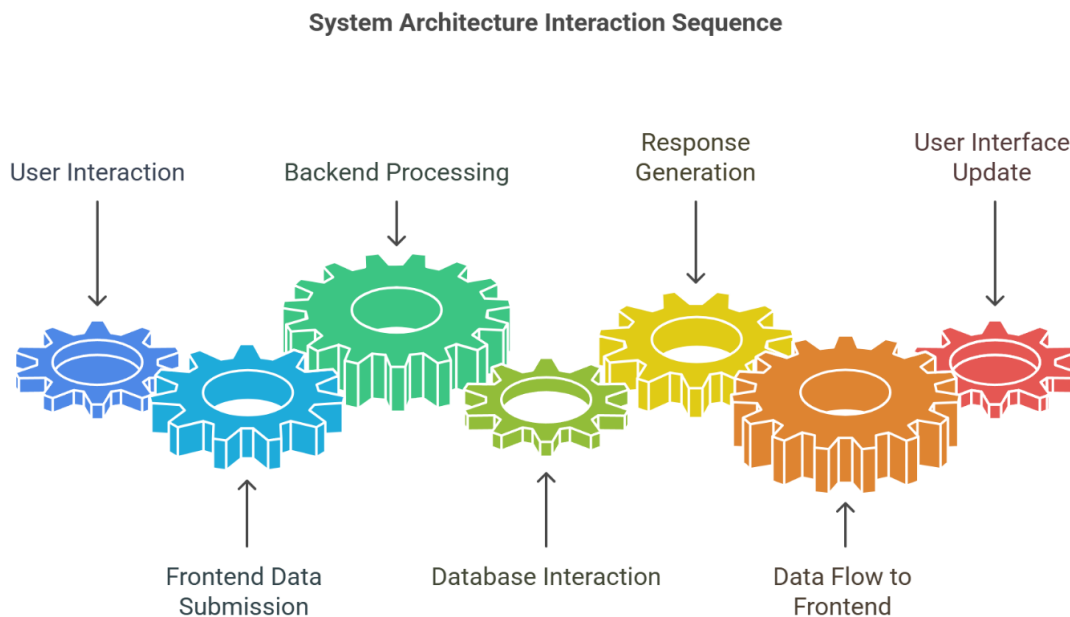 System Architecture Interaction Sequence
User Interaction
Backend Processing
Response
Generation
User Interface
Update
Frontend Data
Submission
Database Interaction
Data Flow to
Frontend